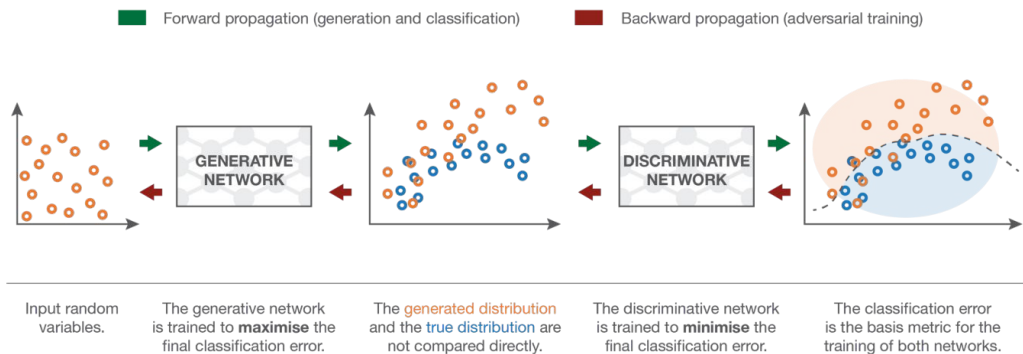 Forward propagation (generation and classification)
Backward propagation (adversarial training)
GENERATIVE
NETWORK
DISCRIMINATIVE
NETWORK
Input random
variables.
The generative network
is trained to maximise the
final classification error.
The generated distribution
and the true distribution are
not compared directly.
The discriminative network
is trained to minimise the
final classification error.
The classification error
is the basis metric for the
training of both networks.